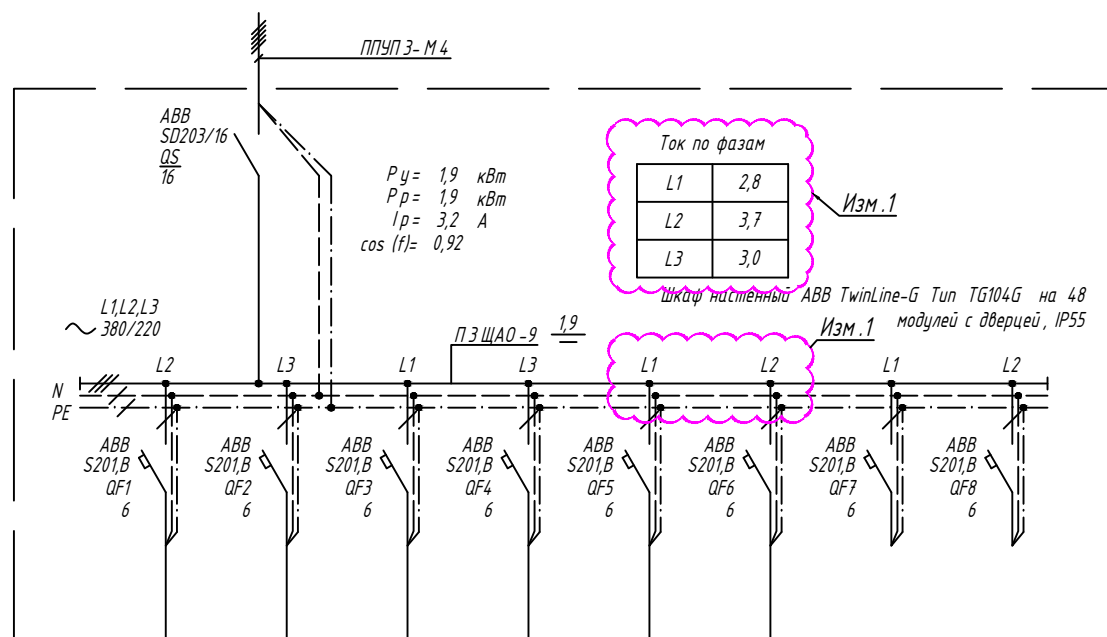 ППУП 3- М 4
ABB
SD203/16
QS
16
Ру= 1,9 кВт
Рр= 1,9 кВт
Iр= 3,2 А
cos (f)= 0,92
Ток по фазам
L1 2,8
L2 3,7
L3 3,0
Изм.1
Шкаф настенный ABB TwinLine-G Тип TG104G на 48
модулей с дверцей, IP55
L1,L2,L3
380/220
П 3 ЩАО -9 1,9
Изм.1
L2 L3 L1 L3 L1 L2 L1 L2
N
PE
ABB ABB ABB ABB ABB ABB ABB ABB
S201,B S201,B S201,B S201,B S201,B S201,B S201,B S201,B
QF1 QF2 QF3 QF4 QF5 QF6 QF7 QF8
6 6 6 6 6 6 6 6